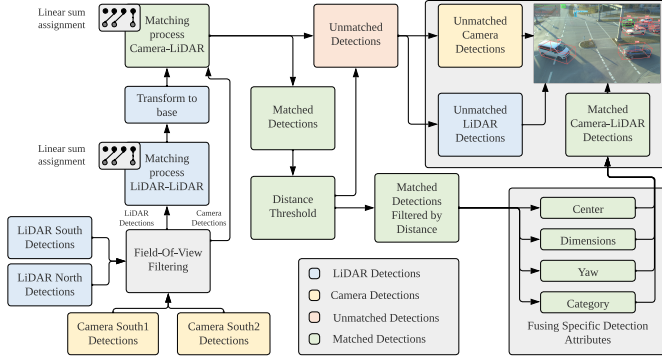 Linear sum
assignment
Matching
process
Camera-LiDAR
Unmatched
Detections
Unmatched
Camera
Detections
Transform to
base
Matched
Detections
Unmatched
LiDAR
Detections
Matched
Camera-LiDAR
Detections
Linear sum
assignment
Matching
process
LiDAR-LiDAR
Distance
Threshold
Matched
Detections
Filtered by
Distance
LiDAR
Detections
Camera
Detections
LiDAR South
Detections
LiDAR North
Detections
Field-Of-View
Filtering
Camera South1
Detections
Camera South2
Detections
LiDAR Detections
Camera Detections
Unmatched Detections
Matched Detections
Center
Dimensions
Yaw
Category
Fusing Specific Detection
Attributes